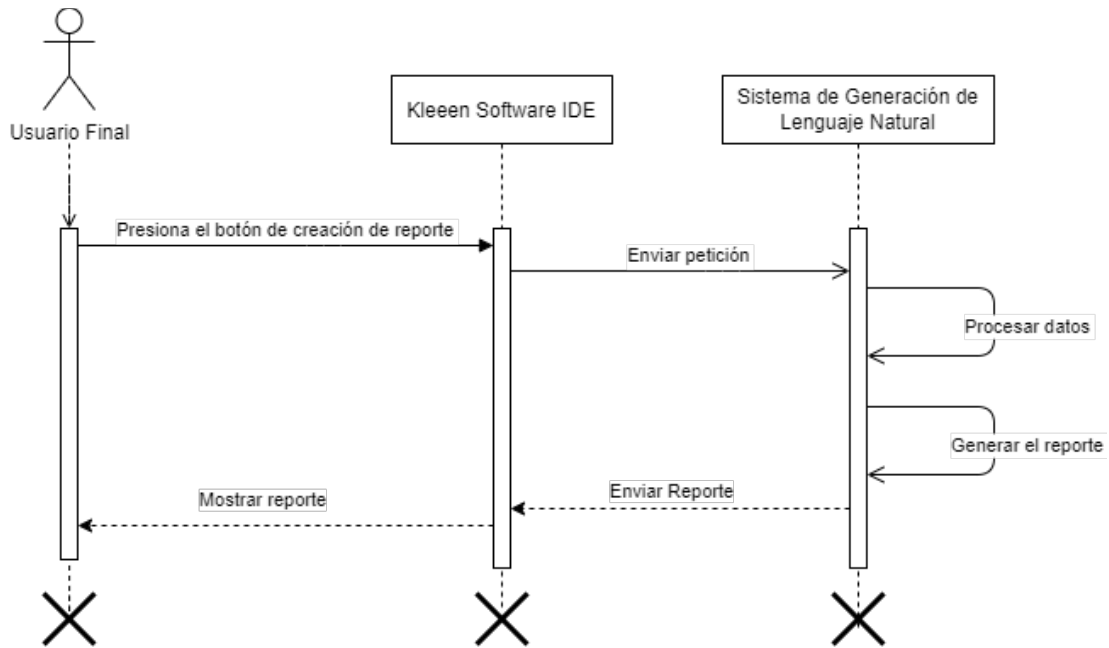 Usuario Final
Kleeen Software IDE
Sistema de Generación de
Lenguaje Natural
Presiona el botón de creación de reporte
Enviar petición
Procesar datos
Generar el reporte
Enviar Reporte
Mostrar reporte